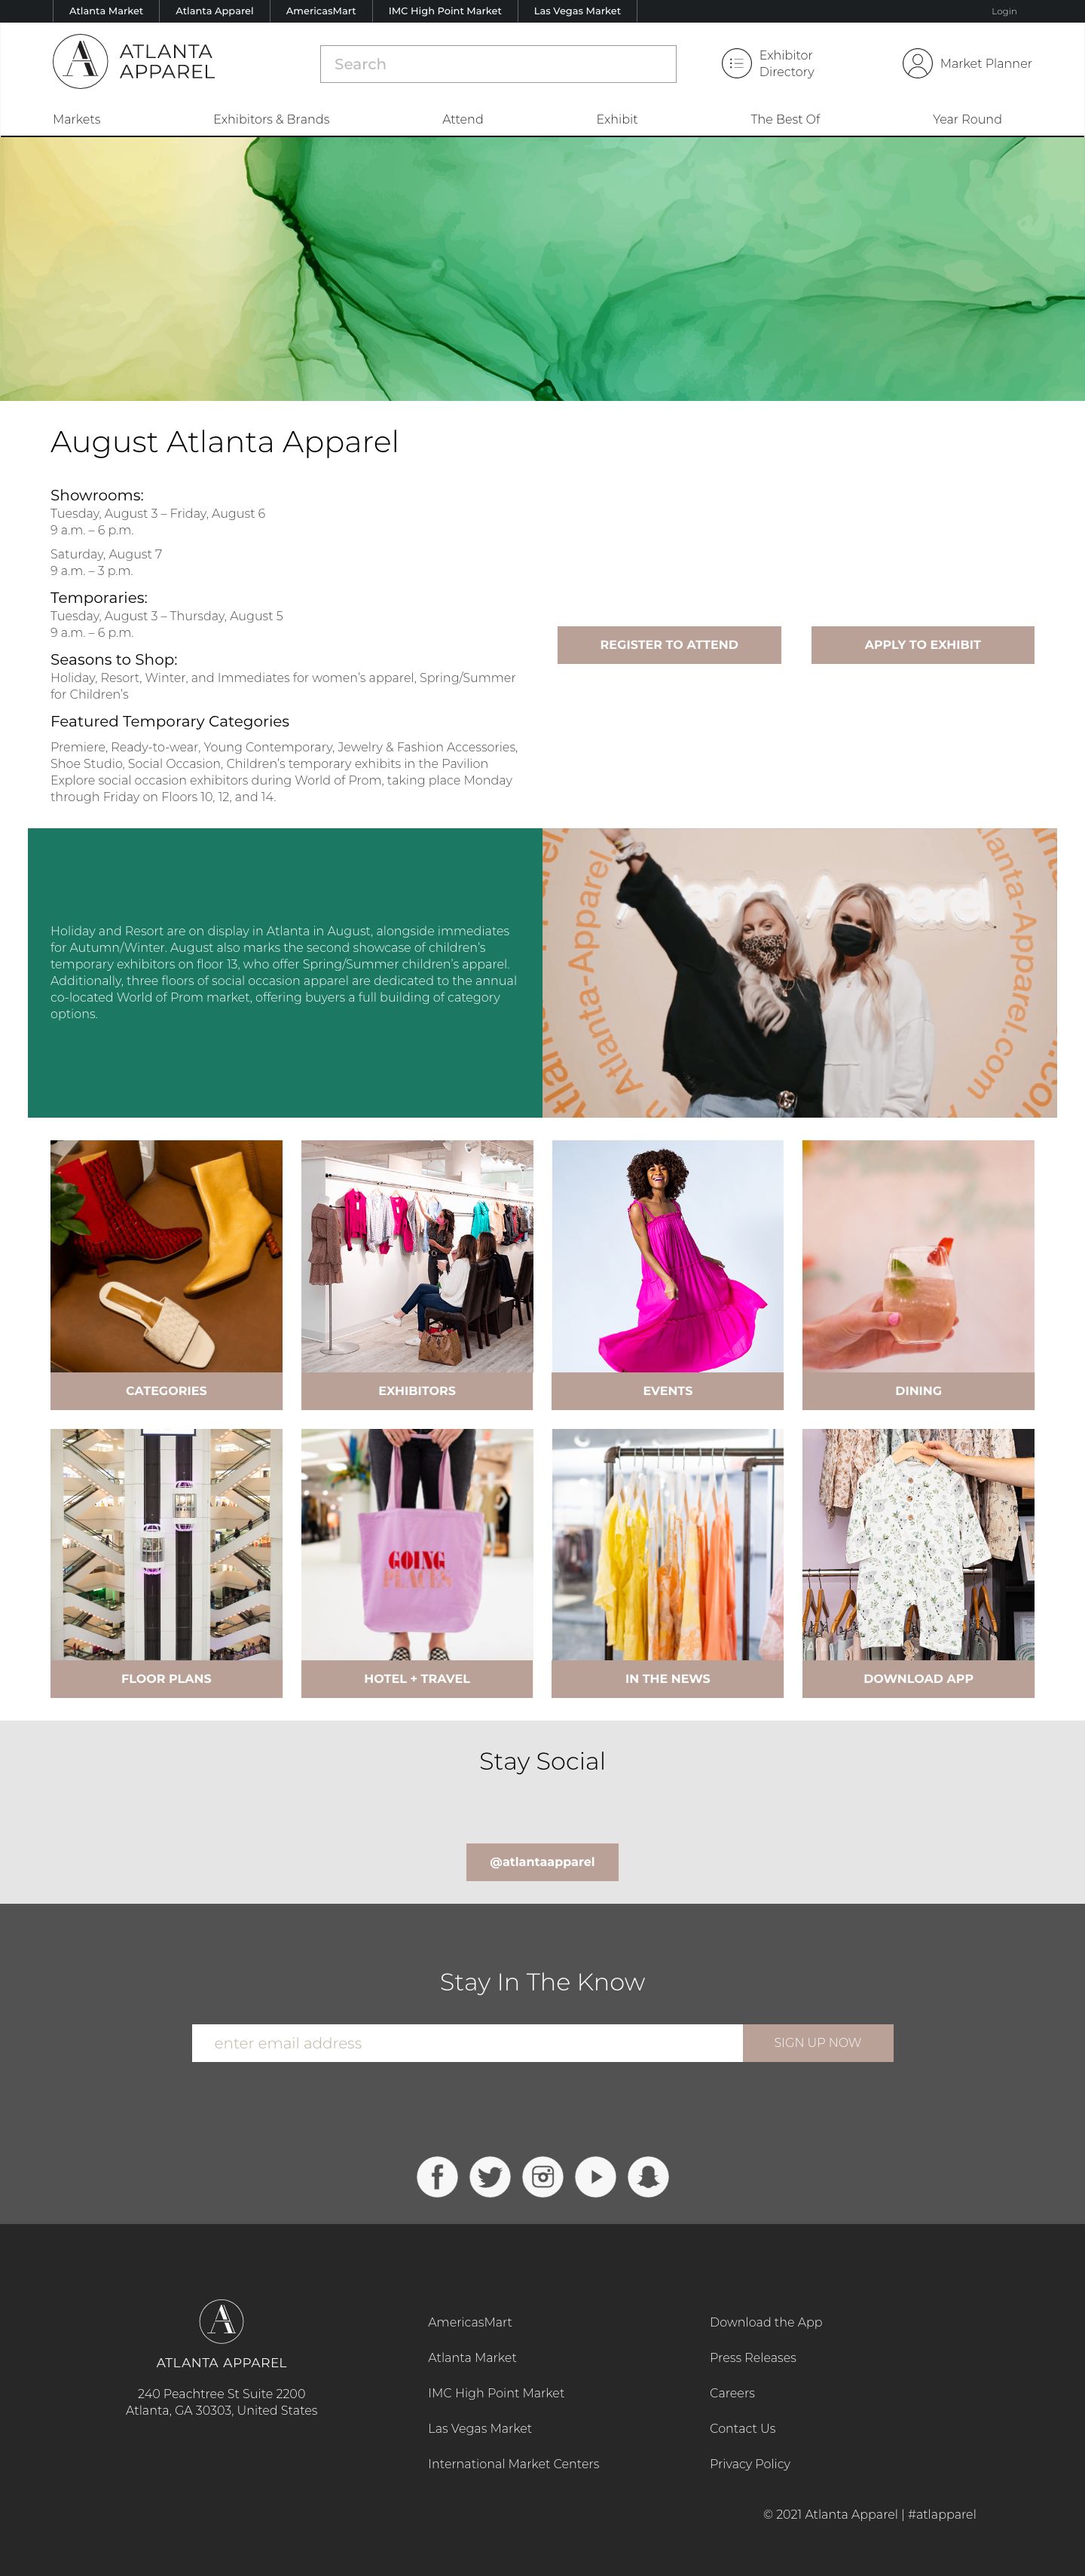 Atlanta Market
Atlanta Apparel
AmericasMart
IMC High Point Market
Las Vegas Market
Login
ATLANTA
APPAREL
Search
Exhibitor
Directory
Market Planner
Markets
Exhibitors & Brands
Attend
Exhibit
The Best Of
Year Round
August Atlanta Apparel
Showrooms:
Tuesday, August 3 – Friday, August 6
9 a.m. – 6 p.m.
Saturday, August 7
9 a.m. – 3 p.m.
Temporaries:
Tuesday, August 3 – Thursday, August 5
9 a.m. – 6 p.m.
Seasons to Shop:
Holiday, Resort, Winter, and Immediates for women's apparel, Spring/Summer
for Children's
Featured Temporary Categories
Premiere, Ready-to-wear, Young Contemporary, Jewelry & Fashion Accessories,
Shoe Studio, Social Occasion, Children's temporary exhibits in the Pavilion
Explore social occasion exhibitors during World of Prom, taking place Monday
through Friday on Floors 10, 12, and 14.
REGISTER TO ATTEND
APPLY TO EXHIBIT
Holiday and Resort are on display in Atlanta in August, alongside immediates
for Autumn/Winter. August also marks the second showcase of children's
temporary exhibitors on floor 13, who offer Spring/Summer children's apparel.
Additionally, three floors of social occasion apparel are dedicated to the annual
co-located World of Prom market, offering buyers a full building of category
options.
Atlanta Apparel
Atlanta-Apparel
Atlanta-Apparel.com
CATEGORIES
EXHIBITORS
EVENTS
DINING
GOING
PLACES
FLOOR PLANS
HOTEL + TRAVEL
IN THE NEWS
DOWNLOAD APP
Stay Social
@atlantaapparel
Stay In The Know
enter email address
SIGN UP NOW
ATLANTA APPAREL
240 Peachtree St Suite 2200
Atlanta, GA 30303, United States
AmericasMart
Atlanta Market
IMC High Point Market
Las Vegas Market
International Market Centers
Download the App
Press Releases
Careers
Contact Us
Privacy Policy
© 2021 Atlanta Apparel | #atlapparel